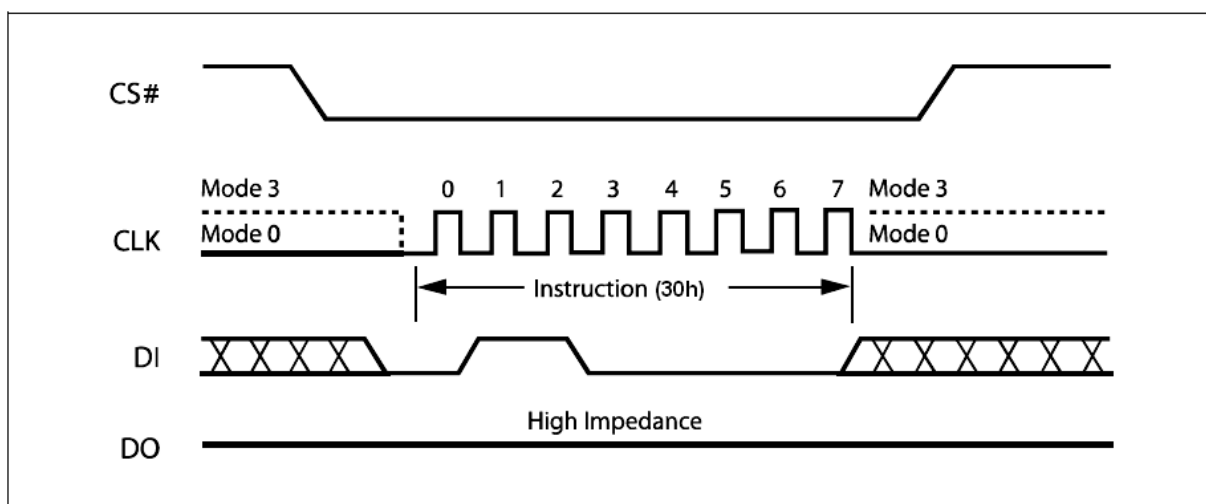 CS#
Mode 3 0 1 2 3 4 5 6 7 Mode 3
CLK Mode 0 Mode 0
Instruction (30h)
DI
High Impedance
DO